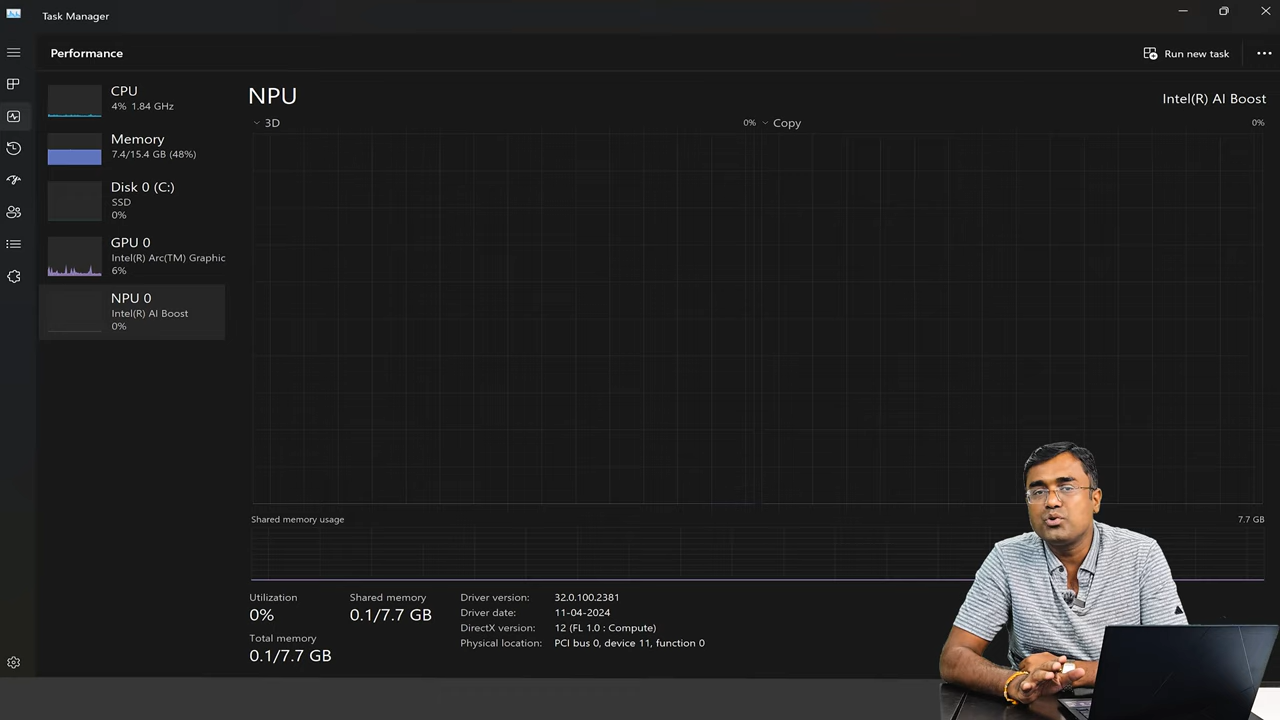 Task Manager
Performance
Run new task
CPU
4% 1.84 GHz
Memory
7.4/15.4 GB (48%)
Disk 0 (C:)
SSD
0%
GPU 0
Intel(R) Arc(TM) Graphic
6%
NPU 0
Intel(R) AI Boost
0%
NPU
Intel(R) AI Boost
3D 0%
Copy 0%
Shared memory usage 7.7 GB
Utilization
0%
Shared memory
0.1/7.7 GB
Total memory
0.1/7.7 GB
Driver version: 32.0.100.2381
Driver date: 11-04-2024
DirectX version: 12 (FL 1.0 : Compute)
Physical location: PCI bus 0, device 11, function 0